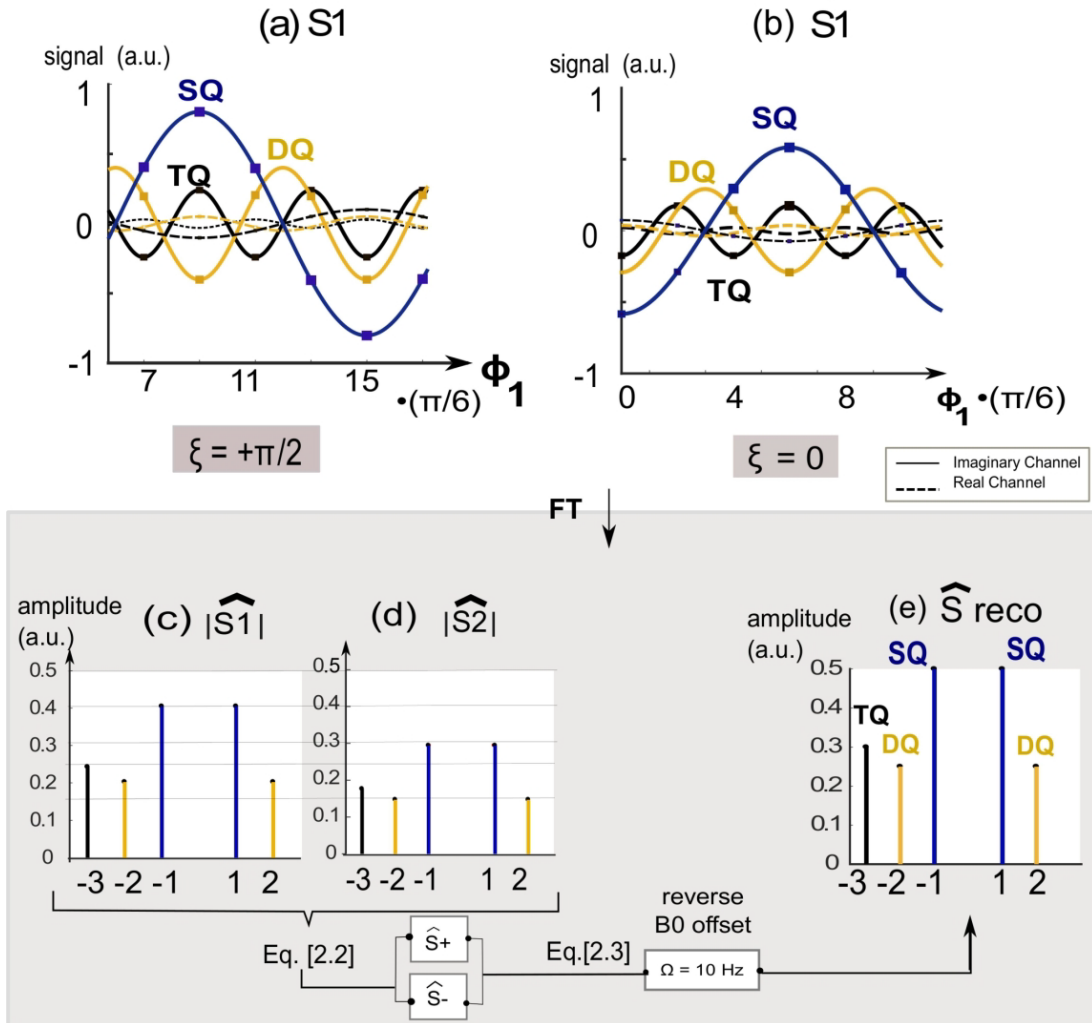 (a) S1
signal (a.u.)
1
0
-1
SQ
DQ
TQ
7 11 15
Φ1
•(π/6)
ξ = +π/2
(b) S1
signal (a.u.)
1
0
-1
SQ
DQ
TQ
0 4 8
Φ1 •(π/6)
ξ = 0
Imaginary Channel
Real Channel
FT
amplitude
(a.u.)
(c) |S1̂|
0.5
0.4
0.3
0.2
0.1
0
-3 -2 -1 1 2
(d) |S2̂|
0.5
0.4
0.3
0.2
0.1
0
-3 -2 -1 1 2
(e) Ŝ reco
amplitude
(a.u.)
SQ SQ
TQ
DQ DQ
0.5
0.4
0.3
0.2
0.1
0
-3 -2 -1 1 2
Eq. [2.2]
Ŝ+
Ŝ-
Eq.[2.3]
reverse
B0 offset
Ω = 10 Hz